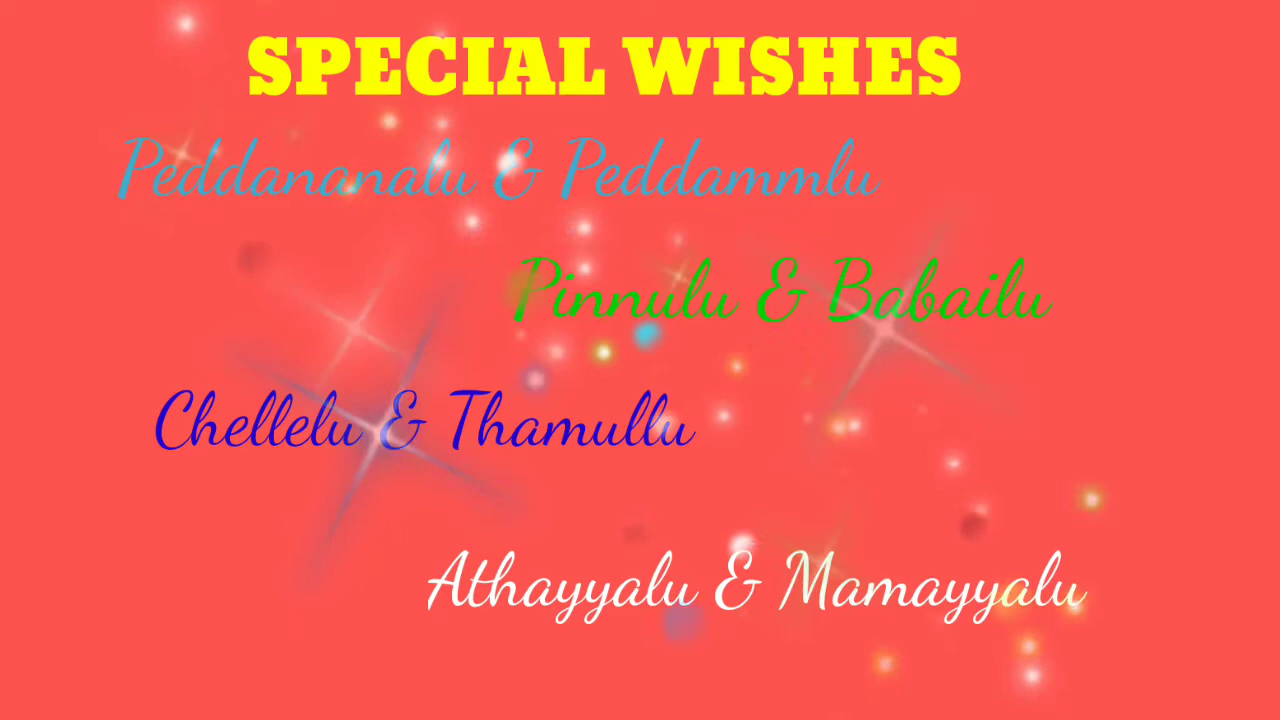 SPECIAL WISHES
Peddananalu & Peddammlu
Pinnulu & Babailu
Chellelu & Thamullu
Athayyalu & Mamayyalu